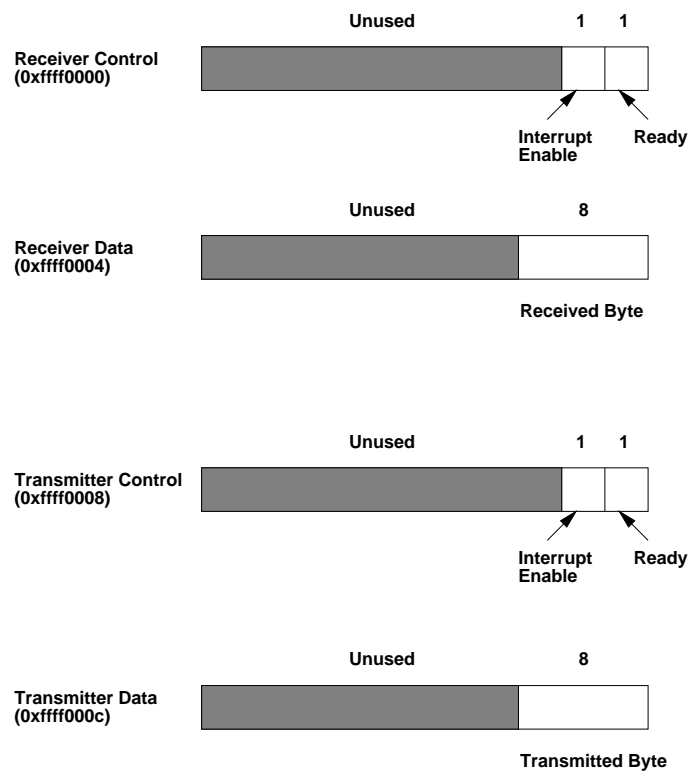 Unused 1 1
Receiver Control
(0xffff0000)
Interrupt Ready
Enable
Unused 8
Receiver Data
(0xffff0004)
Received Byte
Unused 1 1
Transmitter Control
(0xffff0008)
Interrupt Ready
Enable
Unused 8
Transmitter Data
(0xffff000c)
Transmitted Byte